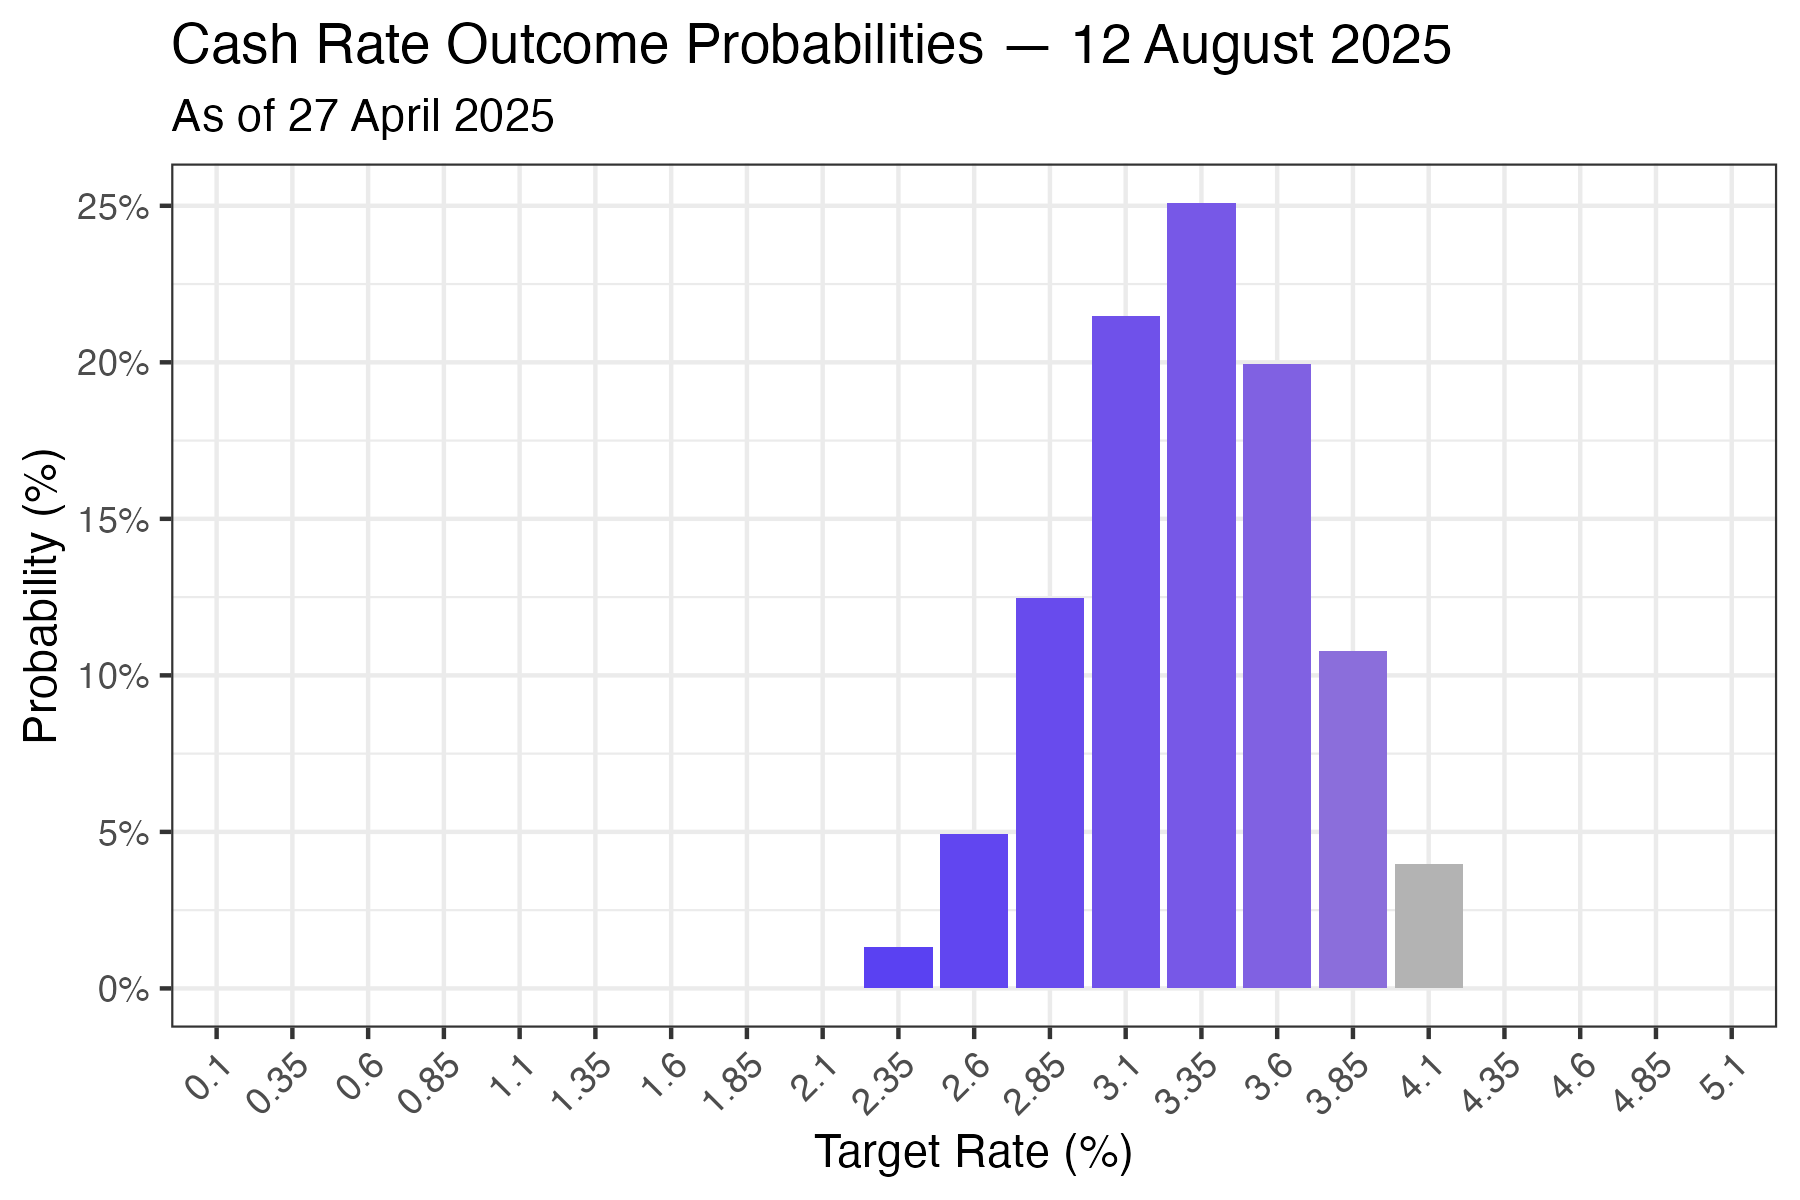 Cash Rate Outcome Probabilities — 12 August 2025
As of 27 April 2025
Probability (%)
25%
20%
15%
10%
5%
0%
0.1 0.35 0.6 0.85 1.1 1.35 1.6 1.85 2.1 2.35 2.6 2.85 3.1 3.35 3.6 3.85 4.1 4.35 4.6 4.85 5.1
Target Rate (%)